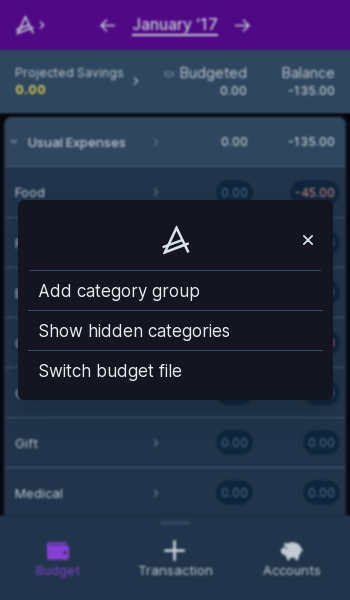 January '17
Projected Savings
0.00
Budgeted
0.00
Balance
-135.00
Usual Expenses 0.00 -135.00
Food 0.00 -45.00
Add category group
Show hidden categories
Switch budget file
Gift 0.00 0.00
Medical 0.00 0.00
Budget Transaction Accounts